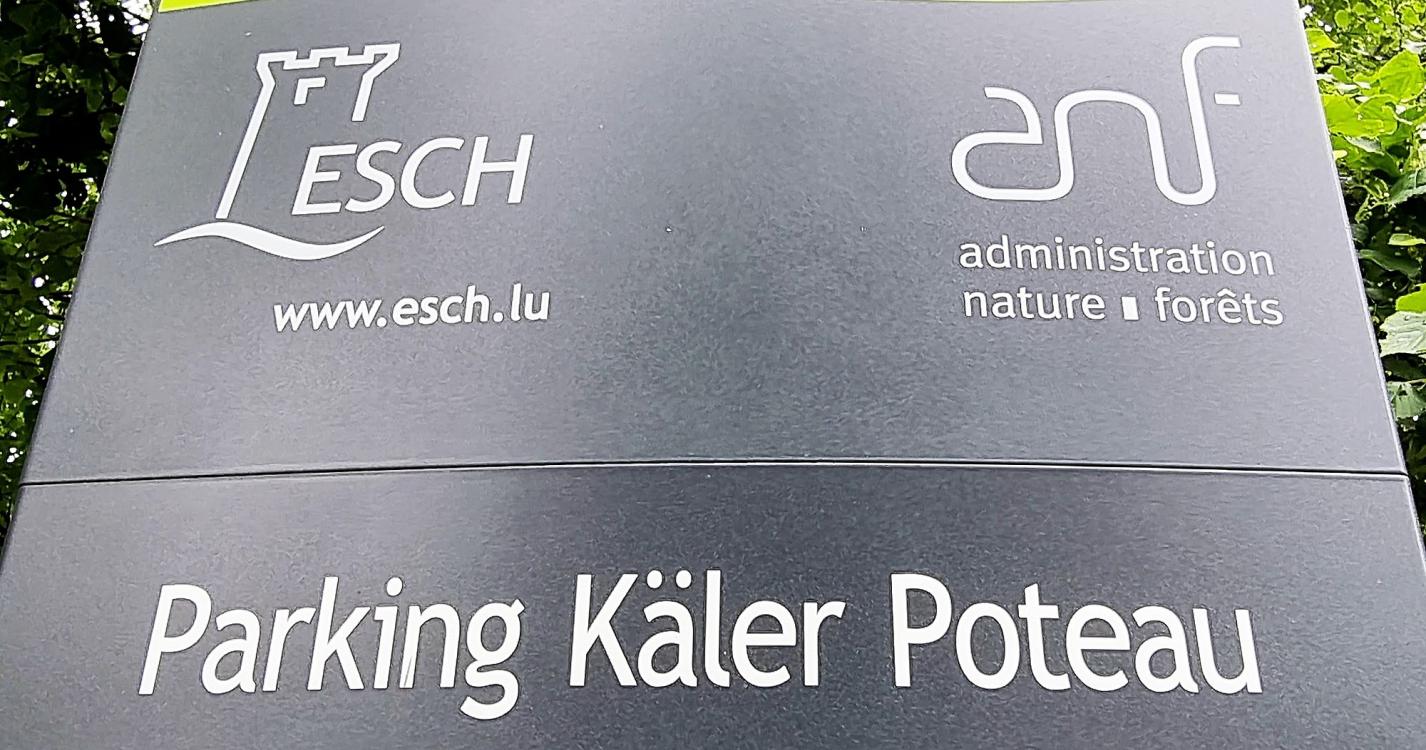 ESCH
www.esch.lu
anf
administration
nature ▮ forêts
Parking Käler Poteau